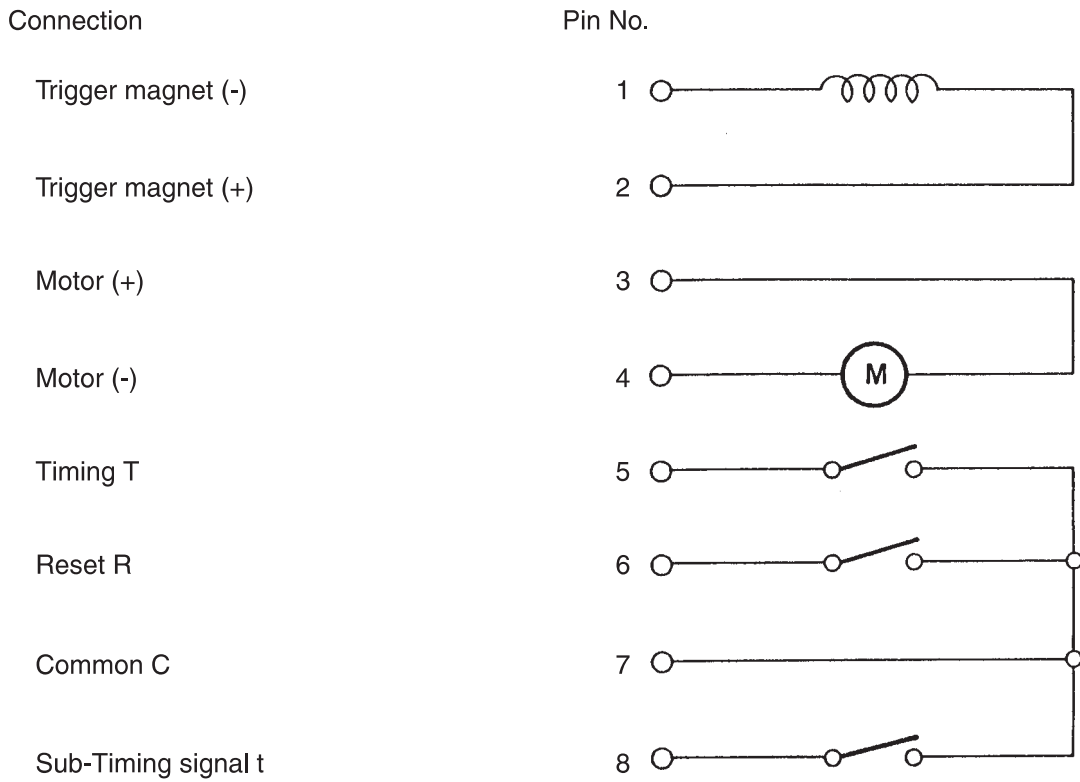 Connection Pin No.
Trigger magnet (-) 1
Trigger magnet (+) 2
Motor (+) 3
Motor (-) 4
M
Timing T 5
Reset R 6
Common C 7
Sub-Timing signal t 8